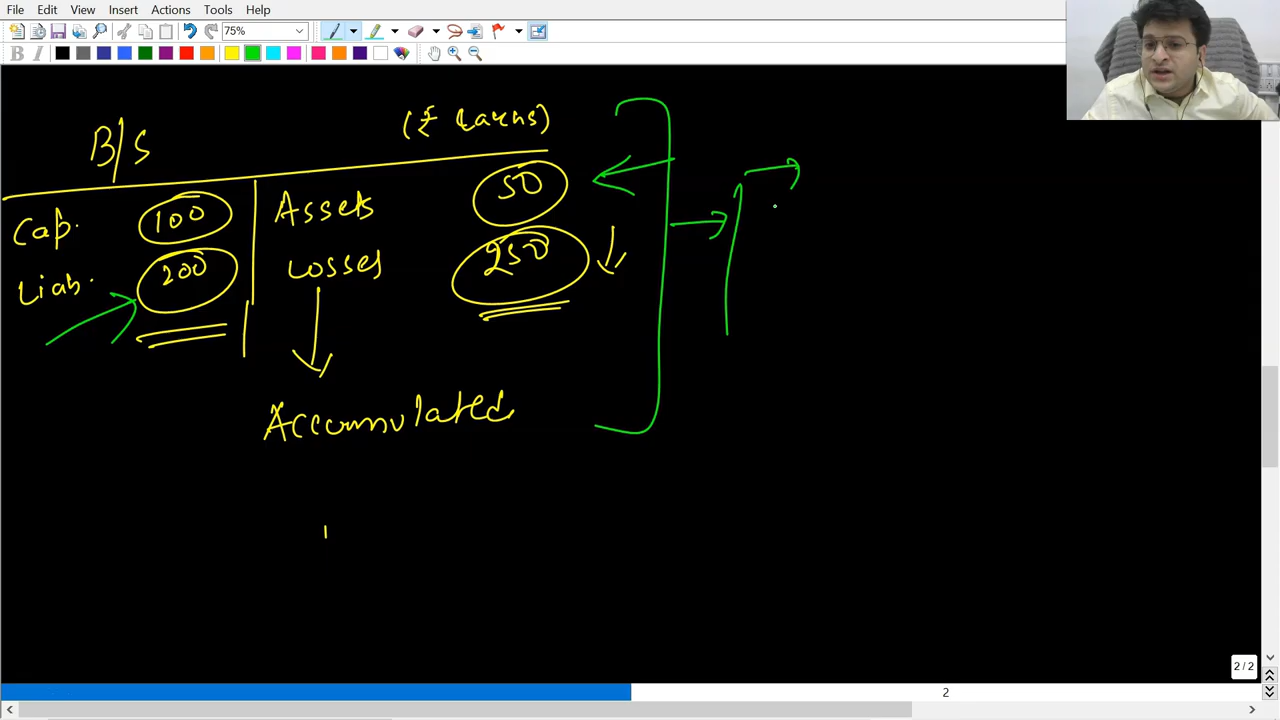 File Edit View Insert Actions Tools Help
75%
B I
B/S (₹ Larhs)
Cap. 100 Assets 50
Liab. 200 Losses 250
Accumulated
2 / 2
2